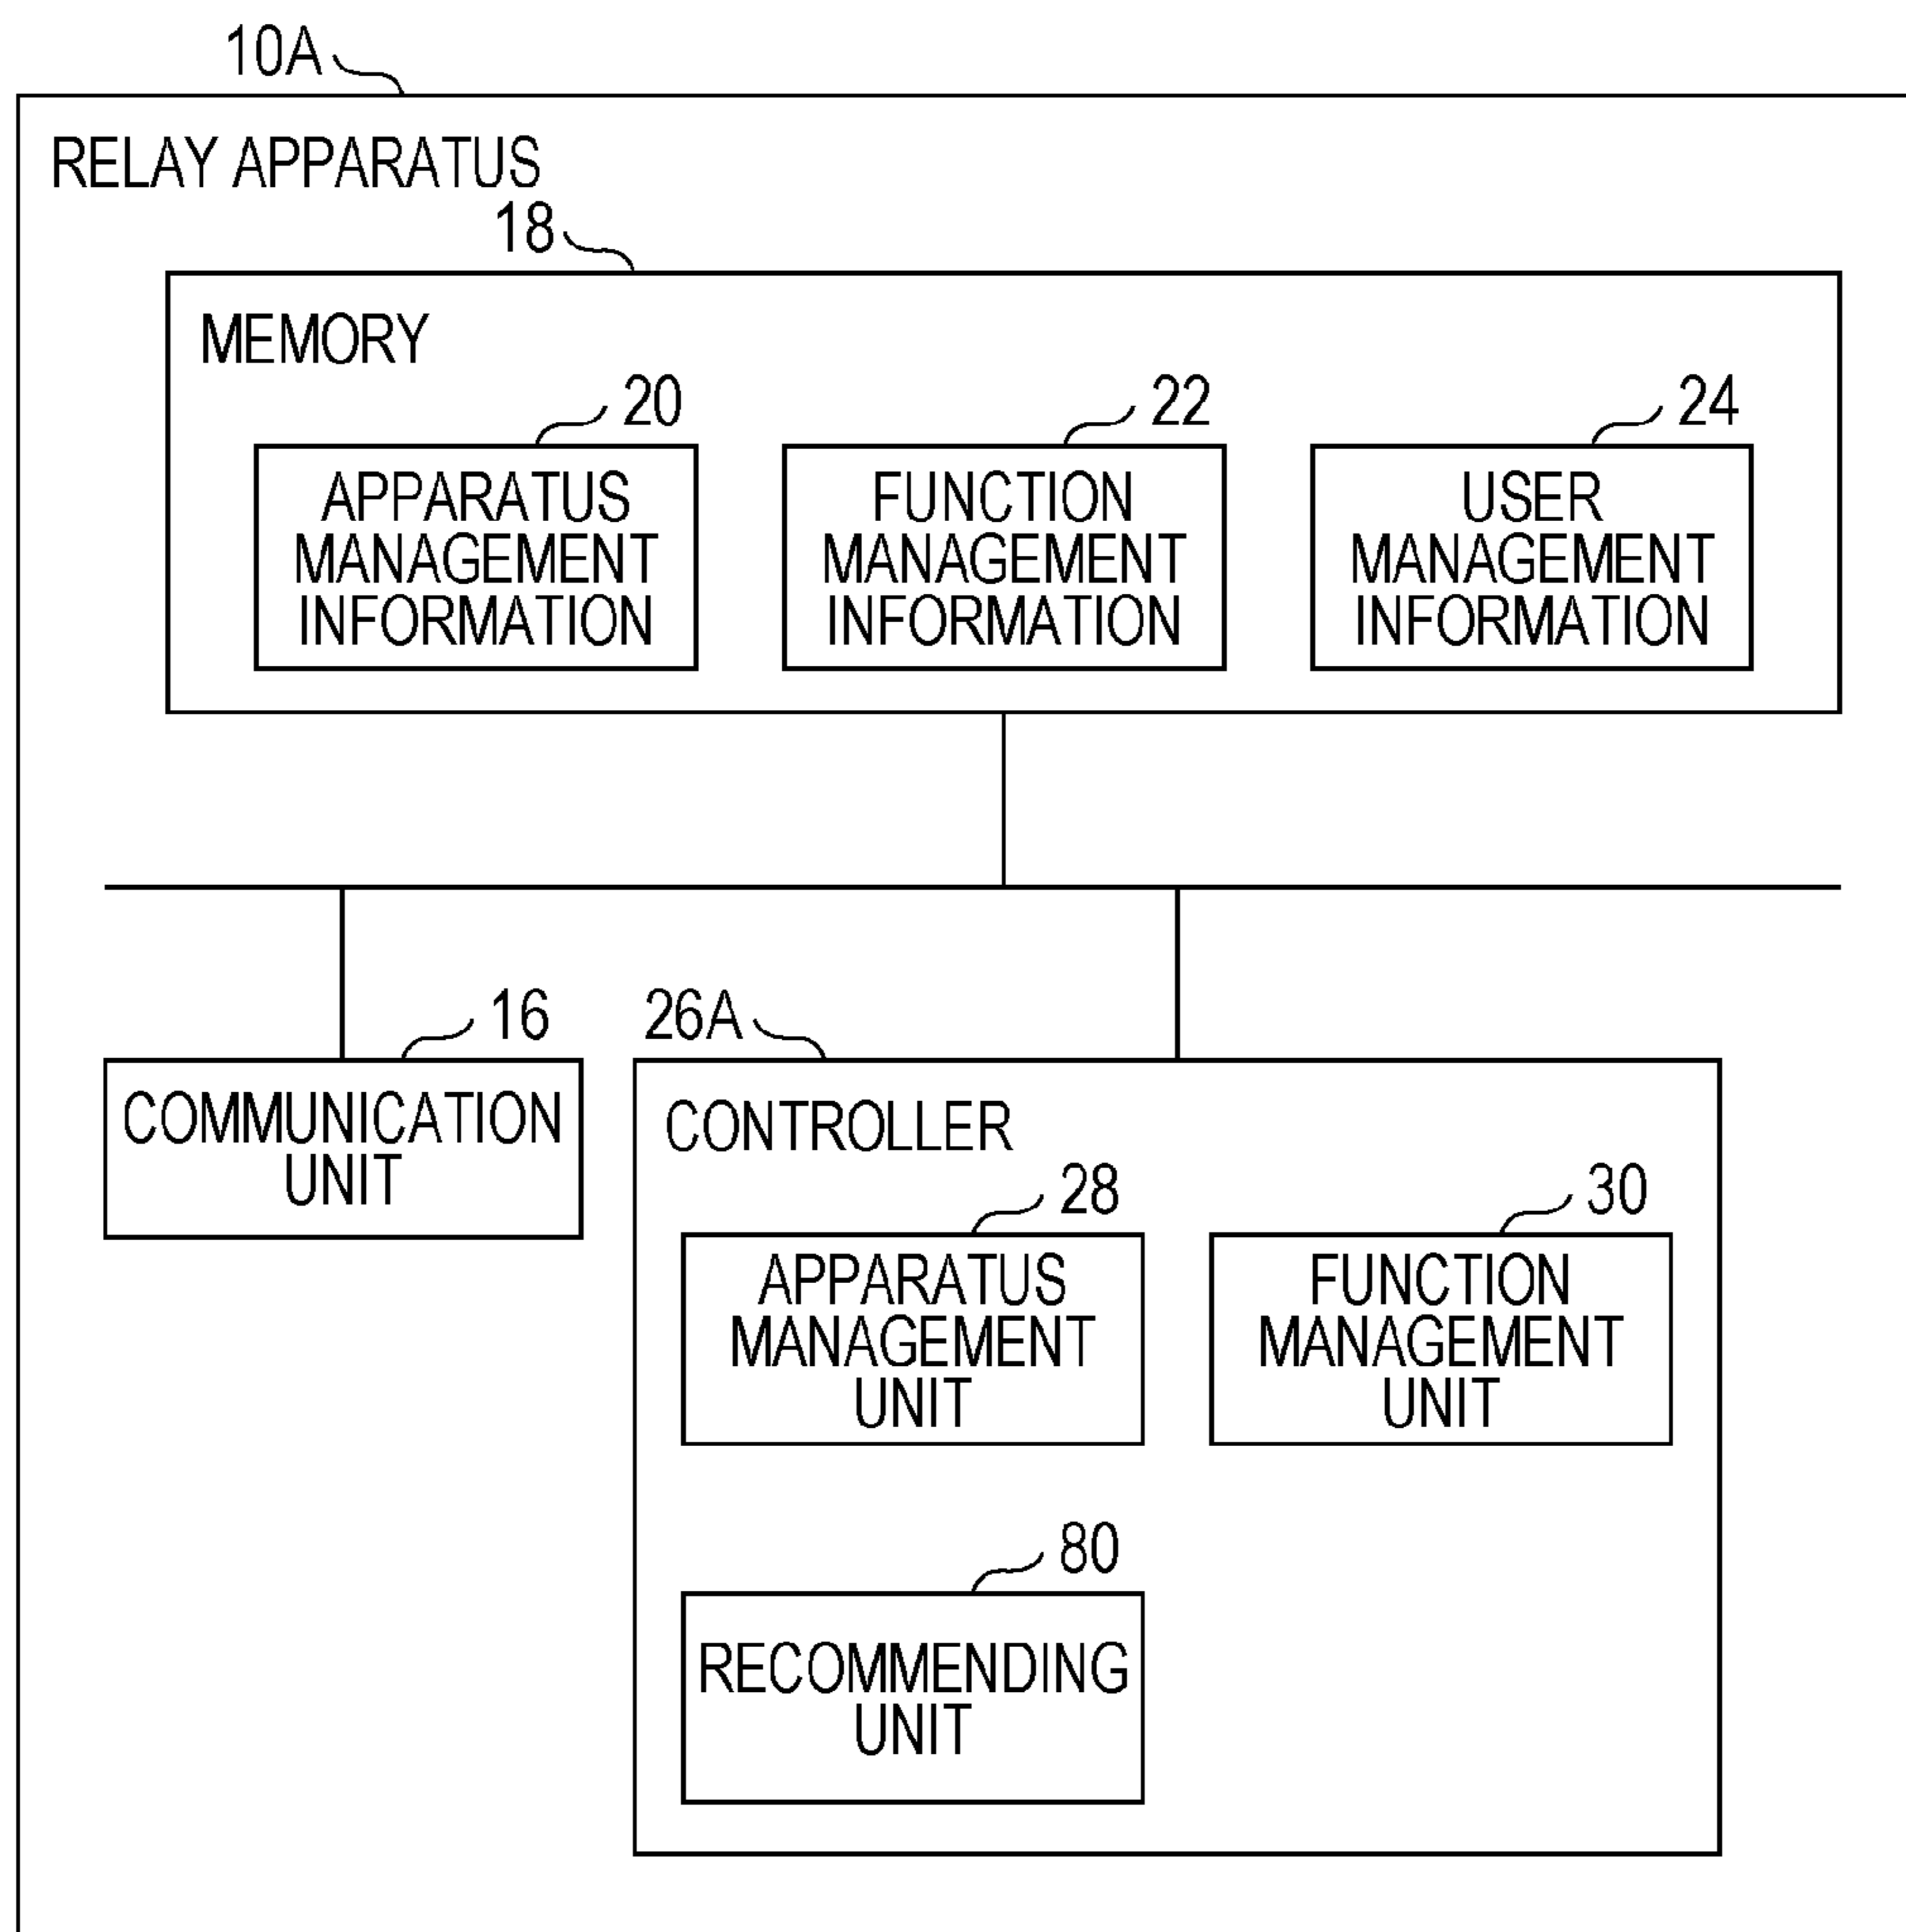 10A
RELAY APPARATUS
18
MEMORY
20
APPARATUS
MANAGEMENT
INFORMATION
22
FUNCTION
MANAGEMENT
INFORMATION
24
USER
MANAGEMENT
INFORMATION
16
COMMUNICATION
UNIT
26A
CONTROLLER
28
APPARATUS
MANAGEMENT
UNIT
30
FUNCTION
MANAGEMENT
UNIT
80
RECOMMENDING
UNIT